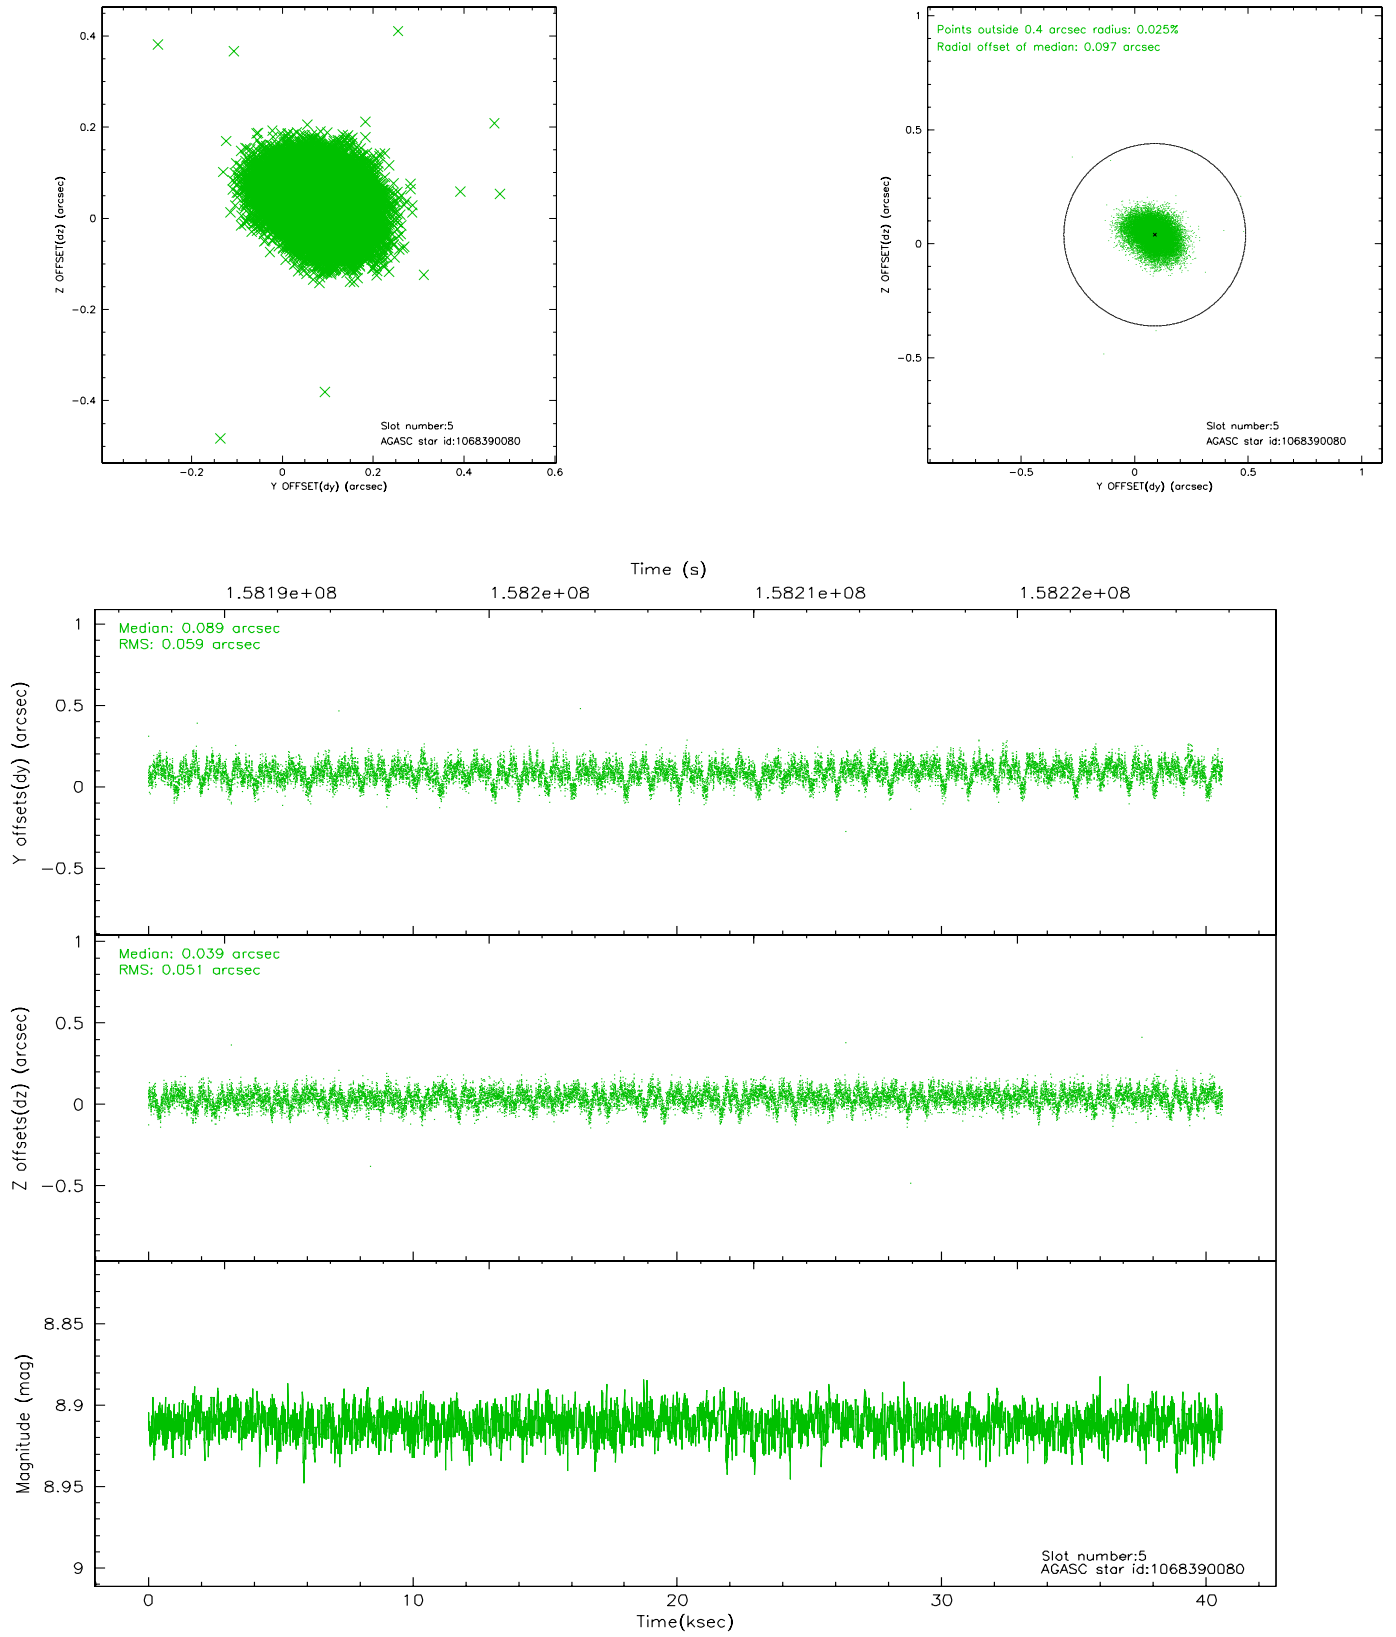 0.4
0.2
0
−0.2
−0.4
Z OFFSET(dz) (arcsec)
Slot number:5
AGASC star id:1068390080
−0.2
0
0.2
0.4
0.6
Y OFFSET(dy) (arcsec)
1
0.5
0
−0.5
Z OFFSET(dz) (arcsec)
Points outside 0.4 arcsec radius: 0.025%
Radial offset of median: 0.097 arcsec
Slot number:5
AGASC star id:1068390080
−0.5
0
0.5
1
Y OFFSET(dy) (arcsec)
Time (s)
1.5819e+08
1.582e+08
1.5821e+08
1.5822e+08
Median: 0.089 arcsec
RMS: 0.059 arcsec
1
0.5
0
−0.5
Y offsets(dy) (arcsec)
Median: 0.039 arcsec
RMS: 0.051 arcsec
1
0.5
0
−0.5
Z offsets(dz) (arcsec)
8.85
8.9
8.95
9
Magnitude (mag)
Slot number:5
AGASC star id:1068390080
0
10
20
30
40
Time(ksec)